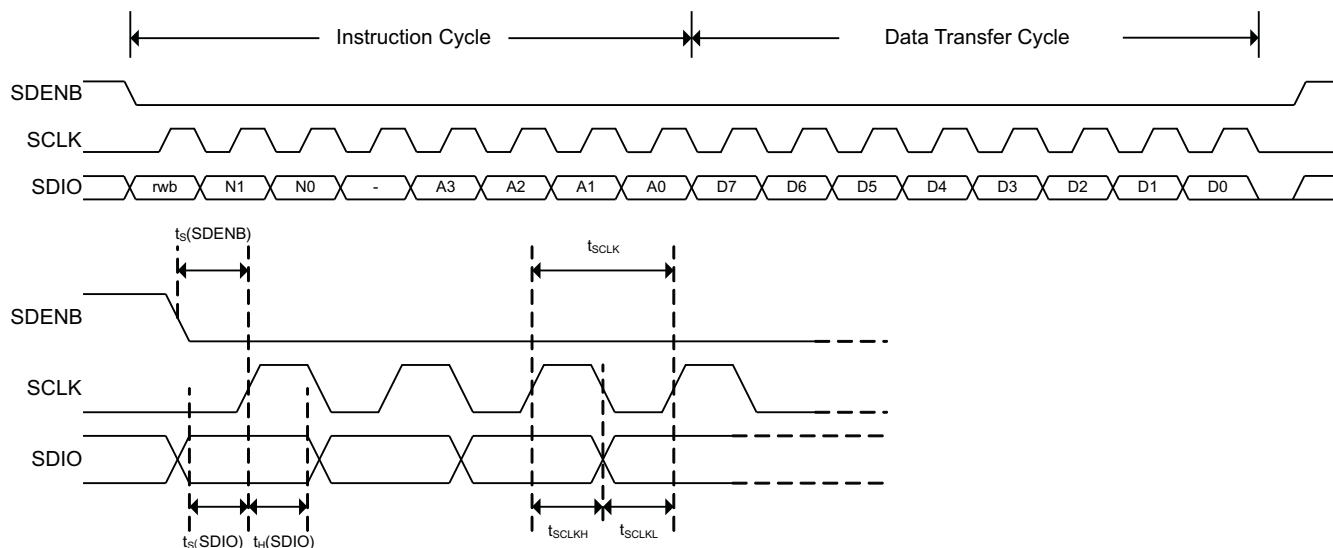 Instruction Cycle Data Transfer Cycle
SDENB
SCLK
SDIO rwb N1 N0 - A3 A2 A1 A0 D7 D6 D5 D4 D3 D2 D1 D0
tS(SDENB) tSCLK
SDENB
SCLK
SDIO
tS(SDIO) tH(SDIO) tSCLKH tSCLKL